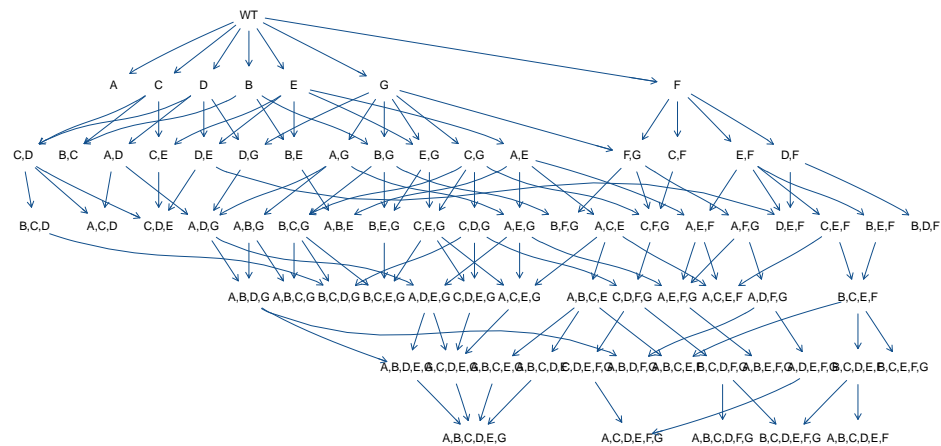 WT
A C D B E G F
C,D B,C A,D C,E D,E D,G B,E A,G B,G E,G C,G A,E F,G C,F E,F D,F
B,C,D A,C,D C,D,E A,D,G A,B,G B,C,G A,B,E B,E,G C,E,G C,D,G A,E,G B,F,G A,C,E C,F,G A,E,F A,F,G D,E,F C,E,F B,E,F B,D,F
A,B,D,G A,B,C,G B,C,D,G B,C,E,G A,D,E,G C,D,E,G A,C,E,G A,B,C,E C,D,F,G A,E,F,G A,C,E,F A,D,F,G B,C,E,F
A,B,D,E,G A,C,D,E,G A,B,C,E,G A,B,C,D,E C,D,E,F,G A,B,D,F,G A,B,C,E,F B,C,D,F,G A,B,E,F,G A,D,E,F,G B,C,D,E,F B,C,E,F,G
A,B,C,D,E,G A,C,D,E,F,G A,B,C,D,F,G B,C,D,E,F,G A,B,C,D,E,F